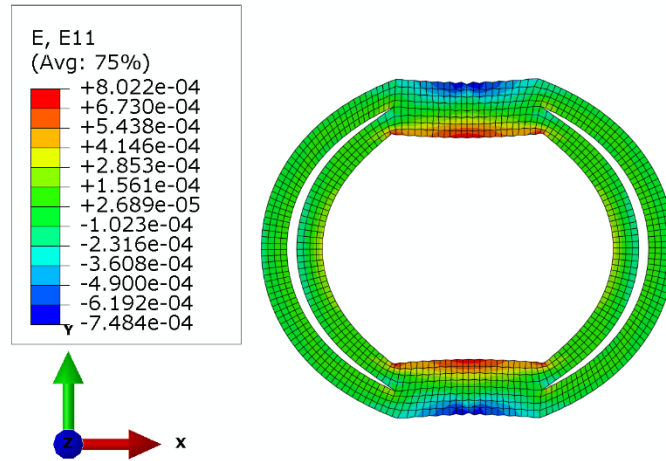 E, E11
(Avg: 75%)
+8.022e-04
+6.730e-04
+5.438e-04
+4.146e-04
+2.853e-04
+1.561e-04
+2.689e-05
-1.023e-04
-2.316e-04
-3.608e-04
-4.900e-04
-6.192e-04
-7.484e-04
Y
Z
X